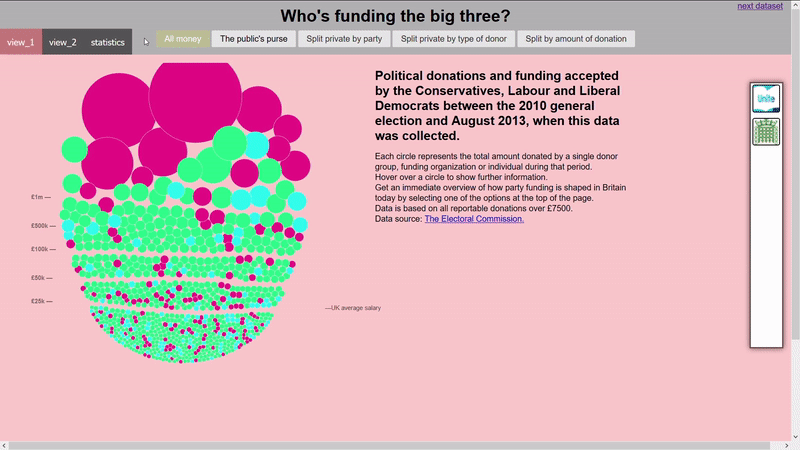 Who's funding the big three?
next dataset
view_1
view_2
statistics
All money
The public's purse
Split private by party
Split private by type of donor
Split by amount of donation
Political donations and funding accepted
by the Conservatives, Labour and Liberal
Democrats between the 2010 general
election and August 2013, when this data
was collected.
Each circle represents the total amount donated by a single donor
group, funding organization or individual during that period.
Hover over a circle to show further information.
Get an immediate overview of how party funding is shaped in Britain
today by selecting one of the options at the top of the page.
Data is based on all reportable donations over £7500.
Data source: The Electoral Commission.
Unite
£1m —
£500k —
£100k —
£50k —
£25k —
—UK average salary